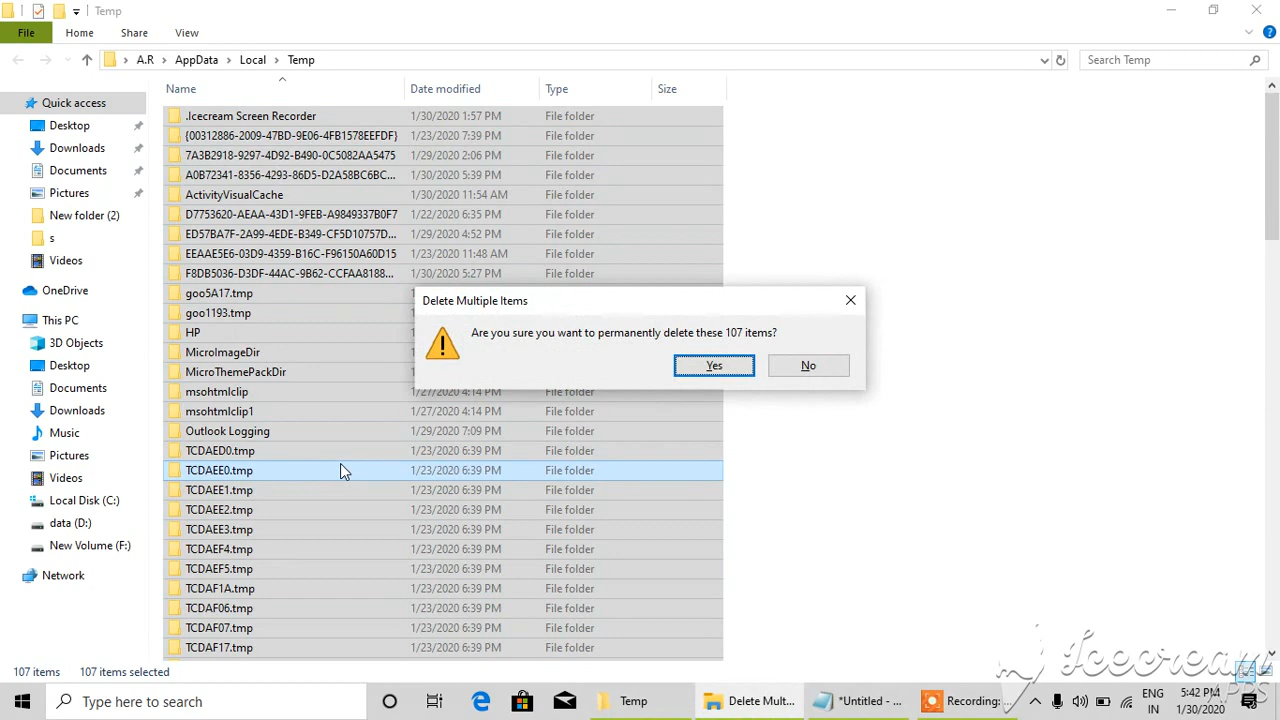 Temp
File
Home
Share
View
A.R
AppData
Local
Temp
Search Temp
Name
Date modified
Type
Size
Quick access
Desktop
Downloads
Documents
Pictures
New folder (2)
s
Videos
OneDrive
This PC
3D Objects
Desktop
Documents
Downloads
Music
Pictures
Videos
Local Disk (C:)
data (D:)
New Volume (F:)
Network
.Icecream Screen Recorder 1/30/2020 1:57 PM File folder
{00312886-2009-47BD-9E06-4FB1578EEFDF} 1/23/2020 7:39 PM File folder
7A3B2918-9297-4D92-B490-0C5082AA5475 1/29/2020 2:06 PM File folder
A0B72341-8356-4293-86D5-D2A58BC6BC... 1/30/2020 5:39 PM File folder
ActivityVisualCache 1/30/2020 11:54 AM File folder
D7753620-AEAA-43D1-9FEB-A9849337B0F7 1/22/2020 6:35 PM File folder
ED57BA7F-2A99-4EDE-B349-CF5D10757D... 1/29/2020 4:52 PM File folder
EEAAE5E6-03D9-4359-B16C-F96150A60D15 1/23/2020 11:48 AM File folder
F8DB5036-D3DF-44AC-9B62-CCFAA8188... 1/30/2020 5:27 PM File folder
goo5A17.tmp
goo1193.tmp
HP
MicroImageDir
MicroThemePackDir
msohtmlclip 1/27/2020 4:14 PM File folder
msohtmlclip1 1/27/2020 4:14 PM File folder
Outlook Logging 1/29/2020 7:09 PM File folder
TCDAED0.tmp 1/23/2020 6:39 PM File folder
TCDAEE0.tmp 1/23/2020 6:39 PM File folder
TCDAEE1.tmp 1/23/2020 6:39 PM File folder
TCDAEE2.tmp 1/23/2020 6:39 PM File folder
TCDAEE3.tmp 1/23/2020 6:39 PM File folder
TCDAEF4.tmp 1/23/2020 6:39 PM File folder
TCDAEF5.tmp 1/23/2020 6:39 PM File folder
TCDAF1A.tmp 1/23/2020 6:39 PM File folder
TCDAF06.tmp 1/23/2020 6:39 PM File folder
TCDAF07.tmp 1/23/2020 6:39 PM File folder
TCDAF17.tmp 1/23/2020 6:39 PM File folder
Delete Multiple Items
Are you sure you want to permanently delete these 107 items?
Yes
No
107 items
107 items selected
Icecream
APPS
Type here to search
Temp
Delete Mult...
*Untitled - ...
Recording:...
ENG
IN
5:42 PM
1/30/2020